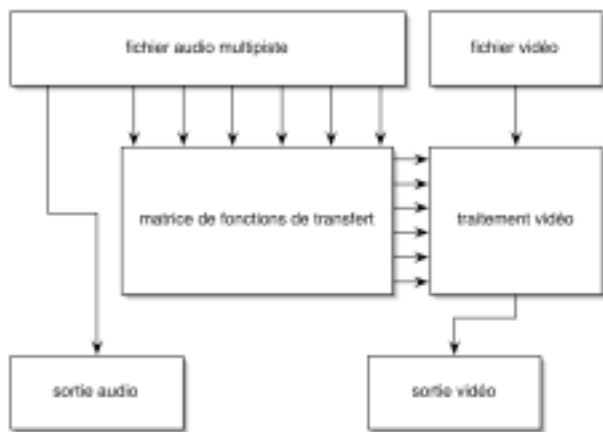 fichier audio multipiste
fichier vidéo
matrice de fonctions de transfert
traitement vidéo
sortie audio
sortie vidéo